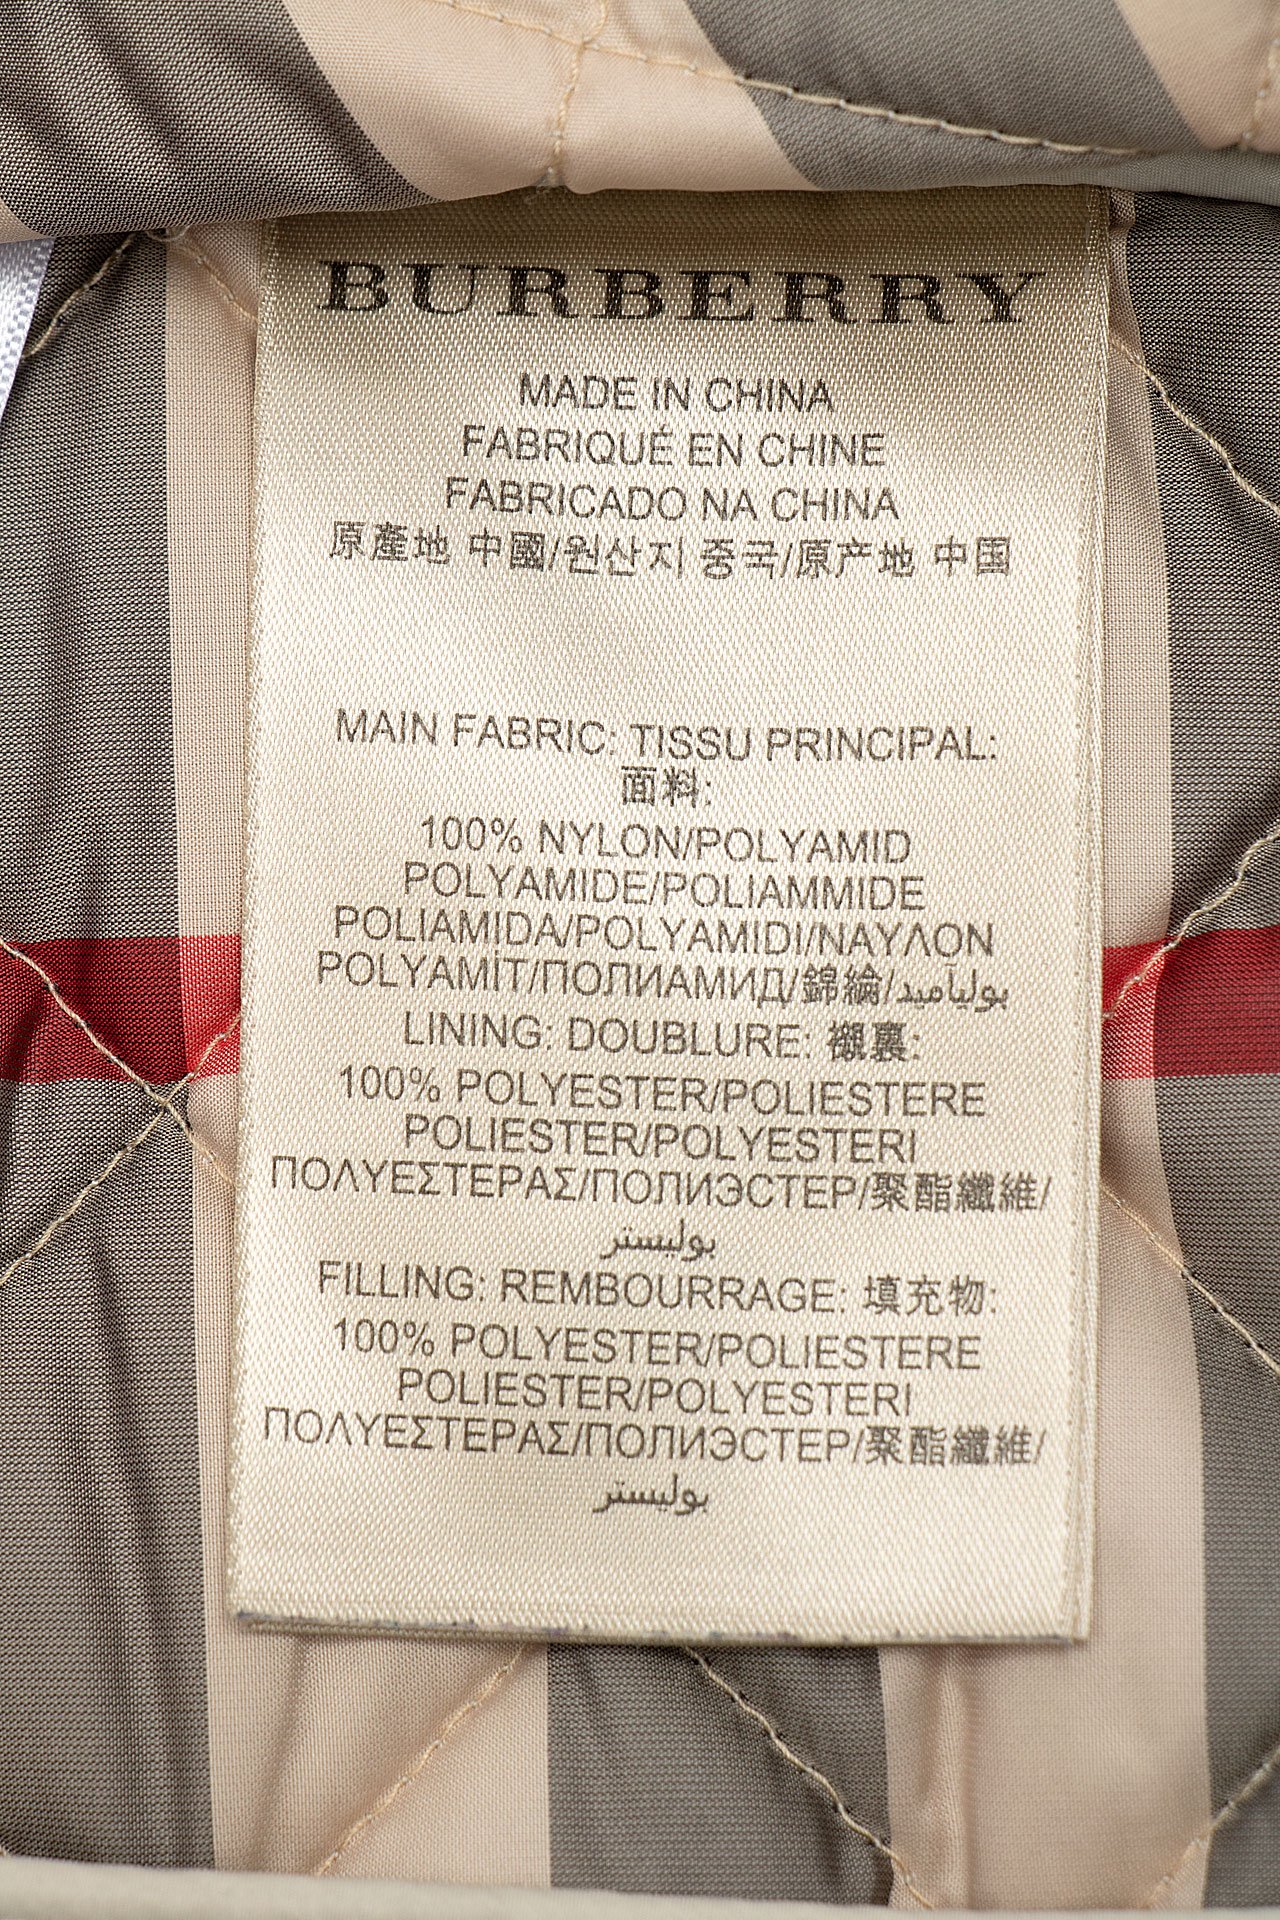 BURBERRY
MADE IN CHINA
FABRIQUÉ EN CHINE
FABRICADO NA CHINA
原產地 中國/원산지 중국/原产地 中国
MAIN FABRIC: TISSU PRINCIPAL:
面料:
100% NYLON/POLYAMID
POLYAMIDE/POLIAMMIDE
POLIAMIDA/POLYAMIDI/ΝΑΥΛΟΝ
POLYAMİT/ПОЛИАМИД/錦綸/بولياميد
LINING: DOUBLURE: 襯裏:
100% POLYESTER/POLIESTERE
POLIESTER/POLYESTERI
ΠΟΛΥΕΣΤΕΡΑΣ/ПОЛИЭСТЕР/聚酯纖維/
بوليستر
FILLING: REMBOURRAGE: 填充物:
100% POLYESTER/POLIESTERE
POLIESTER/POLYESTERI
ΠΟΛΥΕΣΤΕΡΑΣ/ПОЛИЭСТЕР/聚酯纖維/
بوليستر